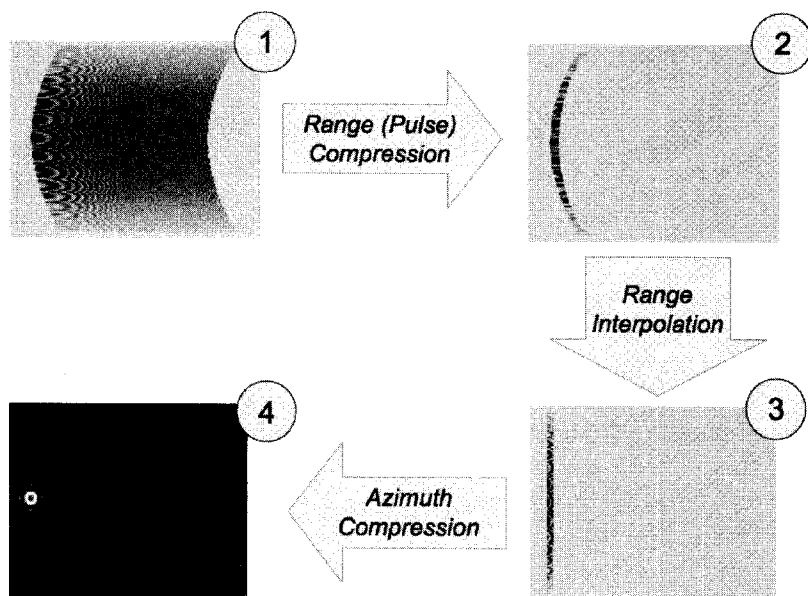 1
Range (Pulse)
Compression
2
Range
Interpolation
3
Azimuth
Compression
4